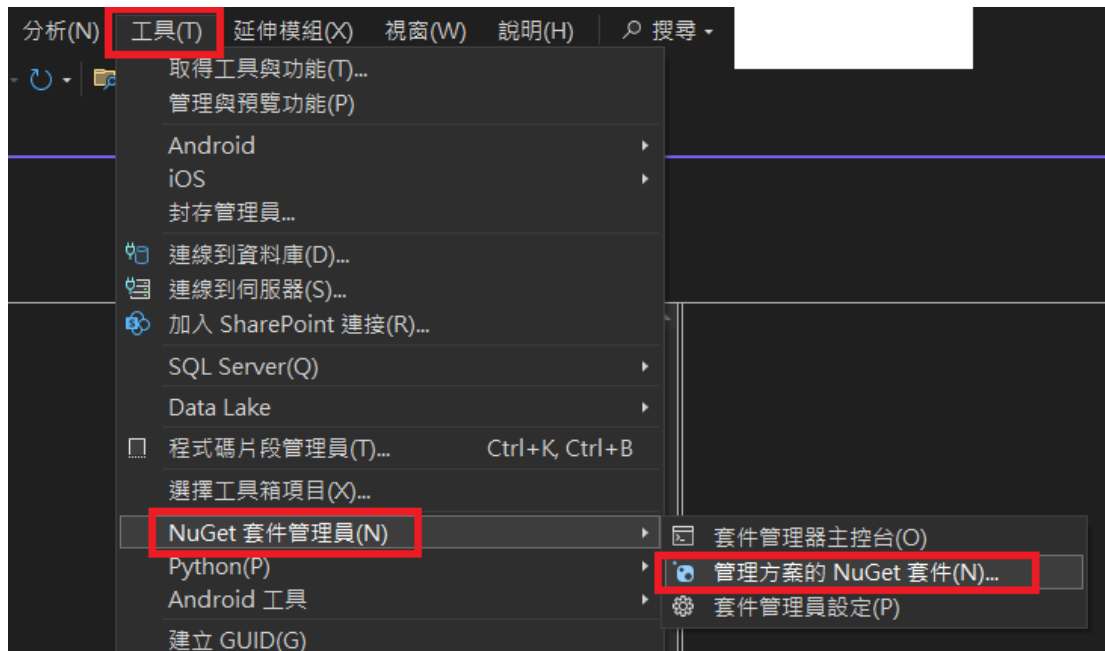 分析(N) 工具(T) 延伸模組(X) 視窗(W) 說明(H) 搜尋
取得工具與功能(T)...
管理與預覽功能(P)
Android
iOS
封存管理員...
連線到資料庫(D)...
連線到伺服器(S)...
加入 SharePoint 連接(R)...
SQL Server(Q)
Data Lake
程式碼片段管理員(T)... Ctrl+K, Ctrl+B
選擇工具箱項目(X)...
NuGet 套件管理員(N)
套件管理器主控台(O)
Python(P)
管理方案的 NuGet 套件(N)...
Android 工具
套件管理員設定(P)
建立 GUID(G)